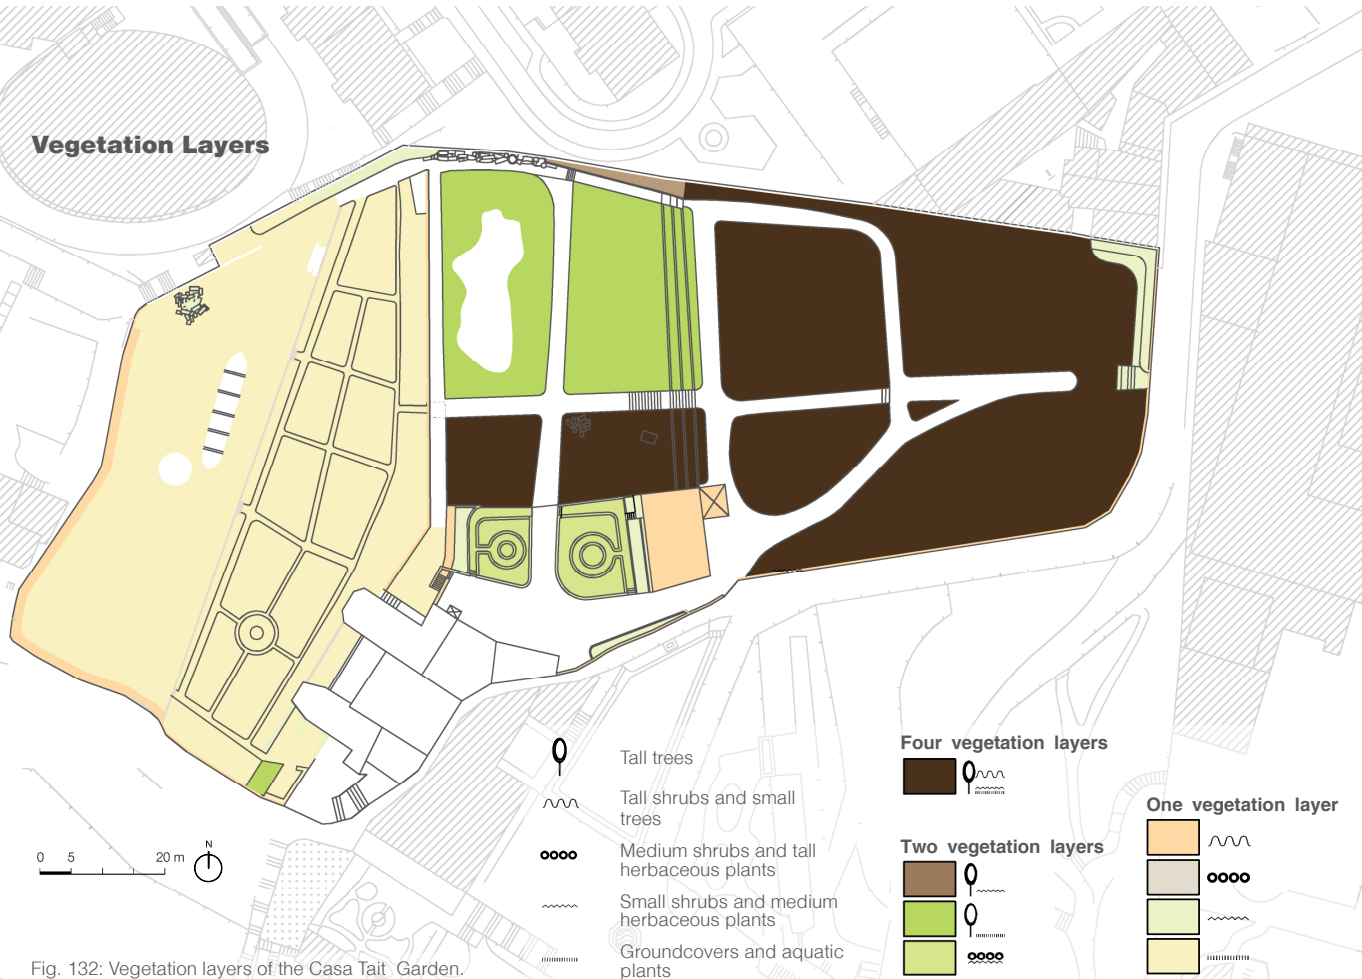 Vegetation Layers
N
0 5 20 m
Fig. 132: Vegetation layers of the Casa Tait Garden.
Tall trees
Tall shrubs and small
trees
Medium shrubs and tall
herbaceous plants
Small shrubs and medium
herbaceous plants
Groundcovers and aquatic
plants
Four vegetation layers
Two vegetation layers
One vegetation layer